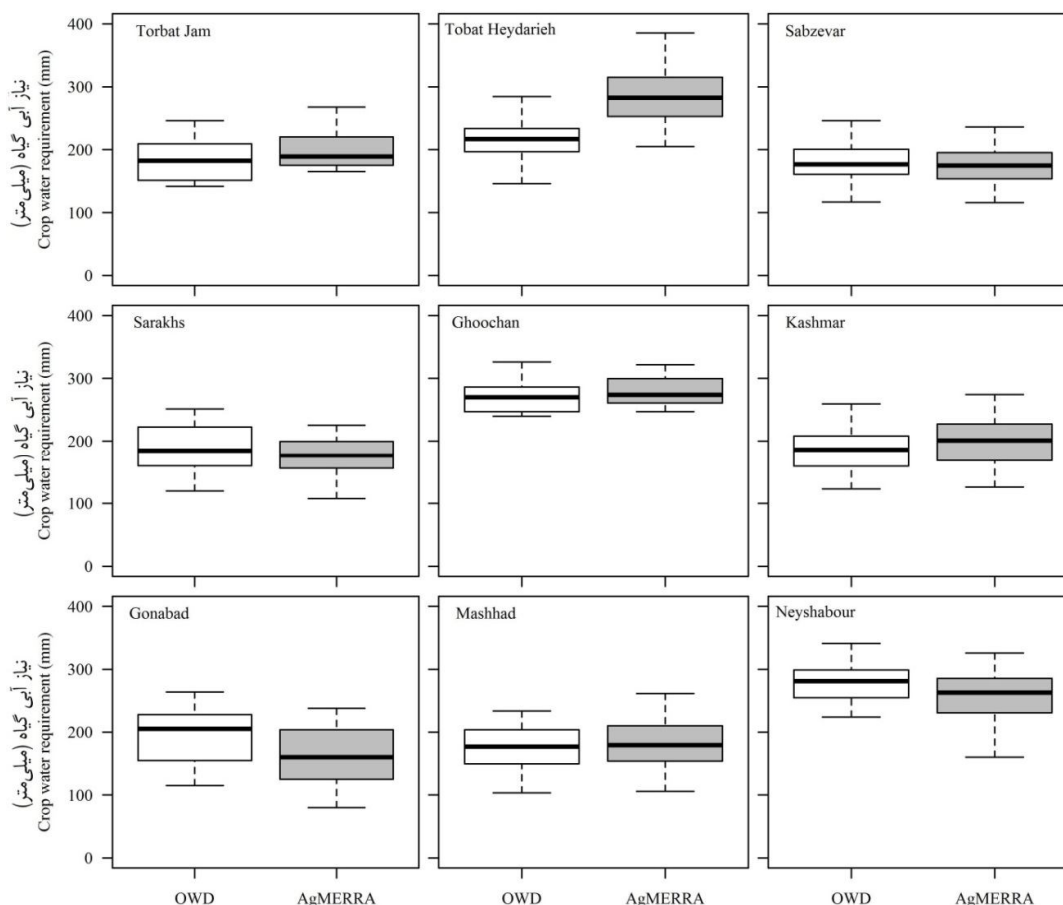 Torbat Jam
Tobat Heydarieh
Sabzevar
400
300
200
100
0
نیاز آبی گیاه (میلی‌متر)
Crop water requirement (mm)
Sarakhs
Ghoochan
Kashmar
400
300
200
100
0
نیاز آبی گیاه (میلی‌متر)
Crop water requirement (mm)
Gonabad
Mashhad
Neyshabour
400
300
200
100
0
نیاز آبی گیاه (میلی‌متر)
Crop water requirement (mm)
OWD AgMERRA OWD AgMERRA OWD AgMERRA